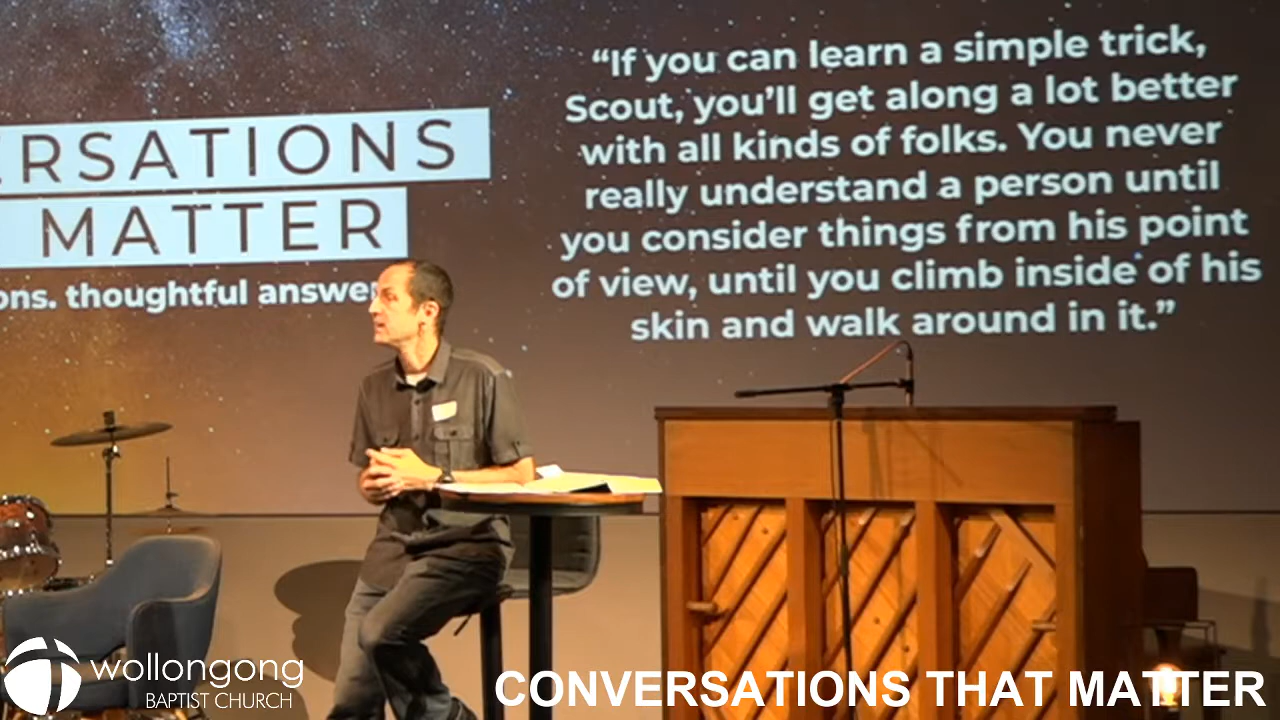 ERSATIONS
MATTER
ons. thoughtful answe
“If you can learn a simple trick,
Scout, you’ll get along a lot better
with all kinds of folks. You never
really understand a person until
you consider things from his point
of view, until you climb inside of his
skin and walk around in it.”
wollongong
BAPTIST CHURCH
CONVERSATIONS THAT MATTER